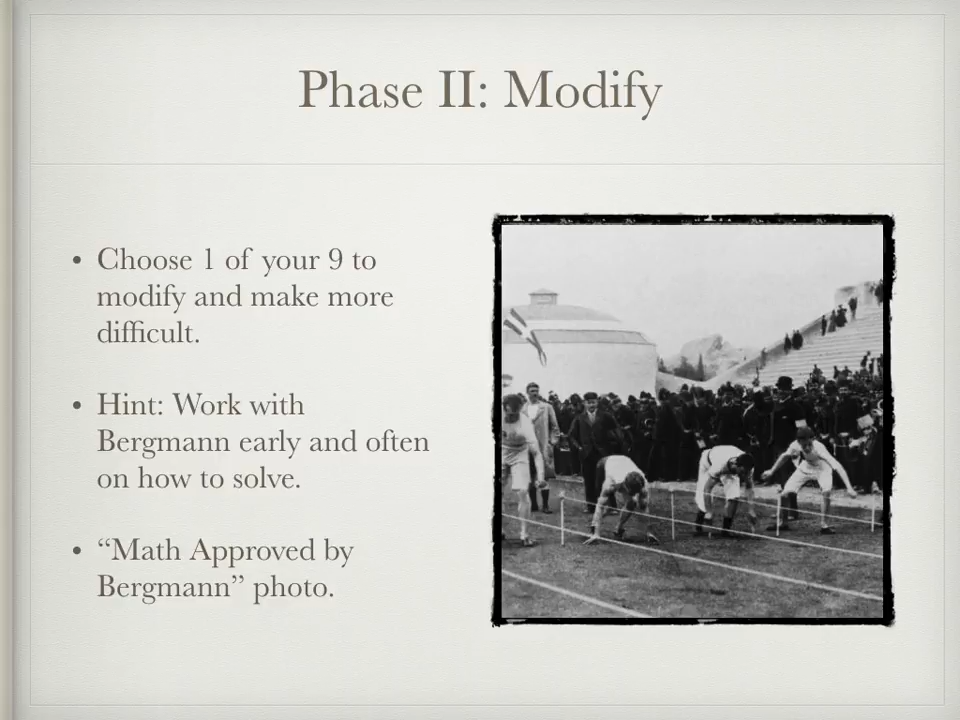 Phase II: Modify
• Choose 1 of your 9 to
modify and make more
difficult.
• Hint: Work with
Bergmann early and often
on how to solve.
• “Math Approved by
Bergmann” photo.